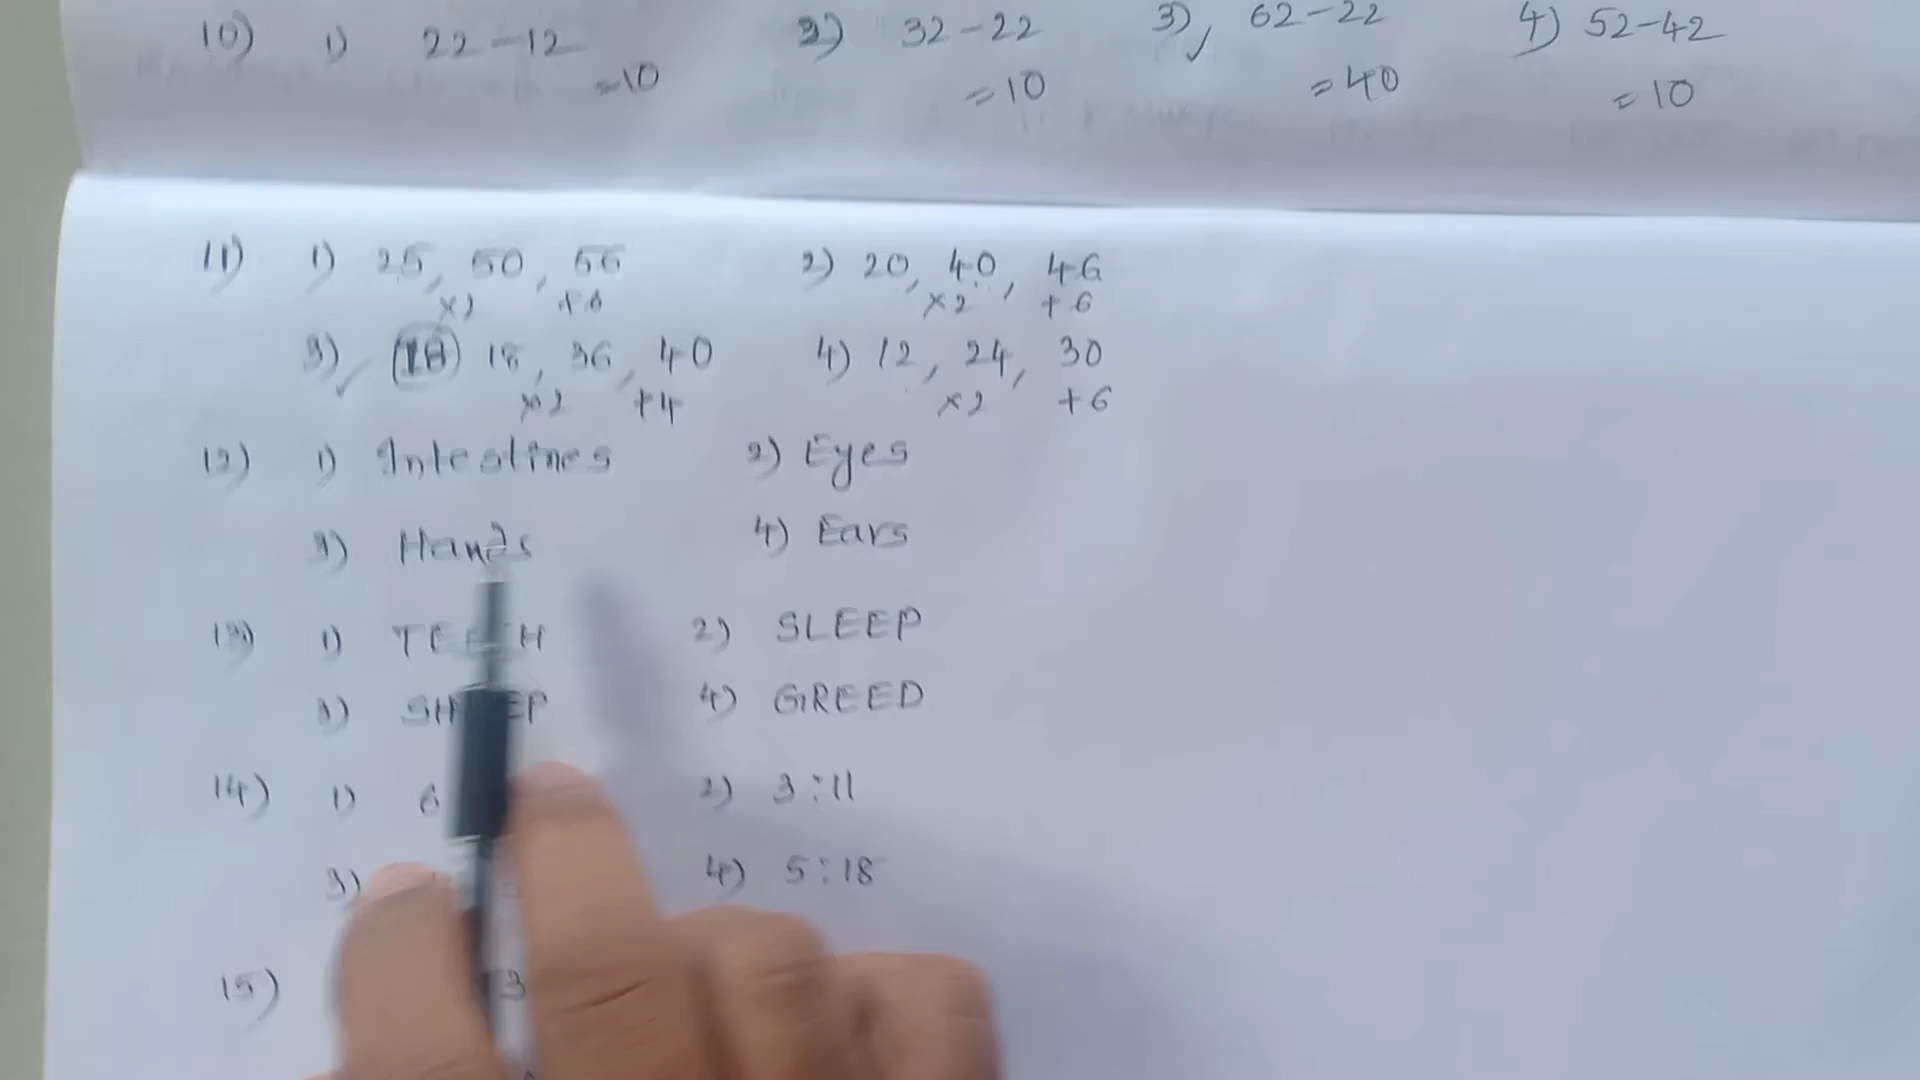 10) 1) 22-12 2) 32-22 3) 62-22 4) 52-42
=10 =10 =40 =10
11) 1) 25, 50, 56 2) 20, 40, 46
×2 +6 ×2 +6
3) 18, 36, 40 4) 12, 24, 30
×2 +4 ×2 +6
12) 1) Intestines 2) Eyes
3) Hands 4) Ears
13) 1) 2) SLEEP
3) 4) GREED
14) 1) 6 2) 3:11
3) 4) 5:18
15) 3